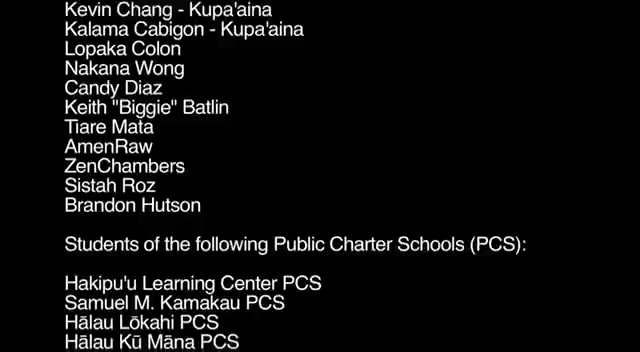 Kevin Chang - Kupa'aina
Kalama Cabigon - Kupa'aina
Lopaka Colon
Nakana Wong
Candy Diaz
Keith "Biggie" Batlin
Tiare Mata
AmenRaw
ZenChambers
Sistah Roz
Brandon Hutson
Students of the following Public Charter Schools (PCS):
Hakipu'u Learning Center PCS
Samuel M. Kamakau PCS
Hālau Lōkahi PCS
Hālau Kū Māna PCS